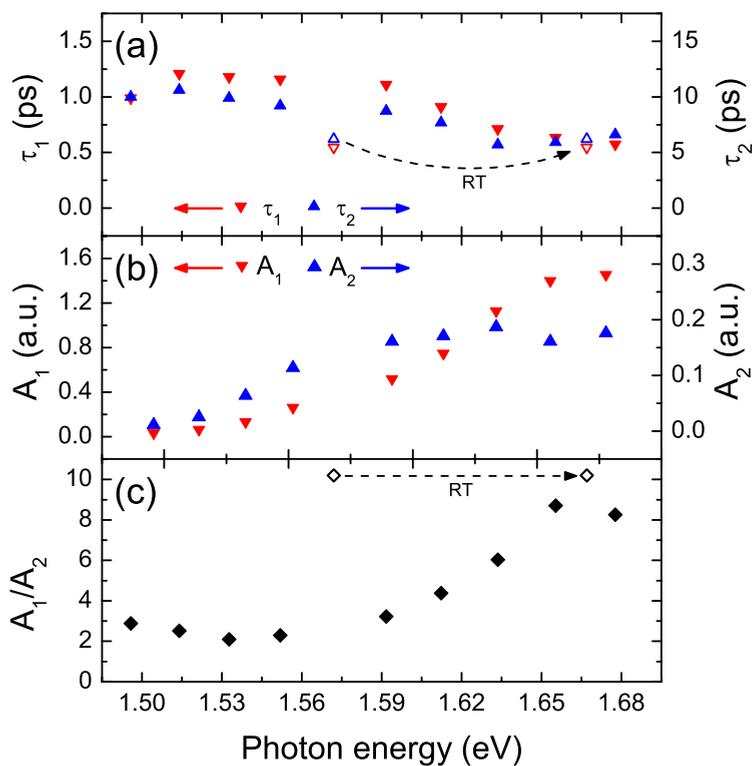 (a)
1.5
1.0
0.5
0.0
τ₁ (ps)
15
10
5
0
τ₂ (ps)
RT
τ₁
τ₂
(b)
A₁
A₂
1.6
1.2
0.8
0.4
0.0
A₁ (a.u.)
0.3
0.2
0.1
0.0
A₂ (a.u.)
(c)
RT
10
8
6
4
2
0
A₁/A₂
1.50 1.53 1.56 1.59 1.62 1.65 1.68
Photon energy (eV)